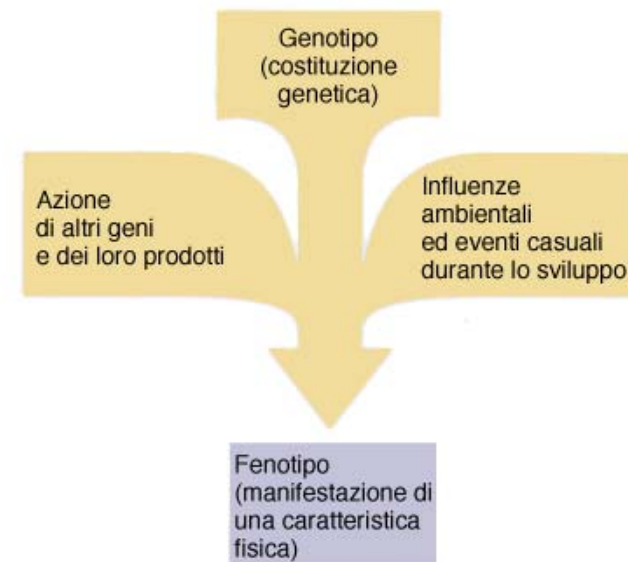 Genotipo
(costituzione
genetica)
Azione
di altri geni
e dei loro prodotti
Influenze
ambientali
ed eventi casuali
durante lo sviluppo
Fenotipo
(manifestazione di
una caratteristica
fisica)